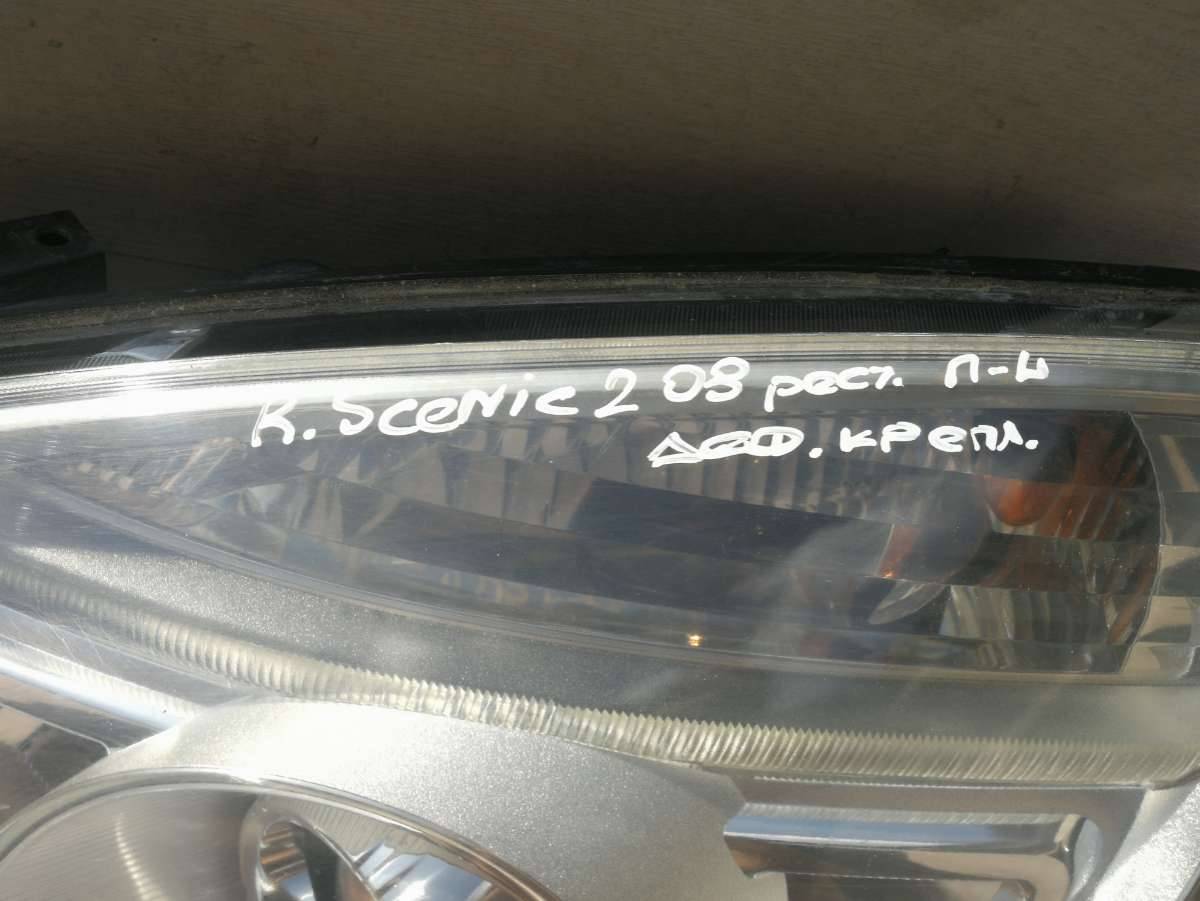 R. Scenic 2 08 рест. п-ш
деф. крепл.